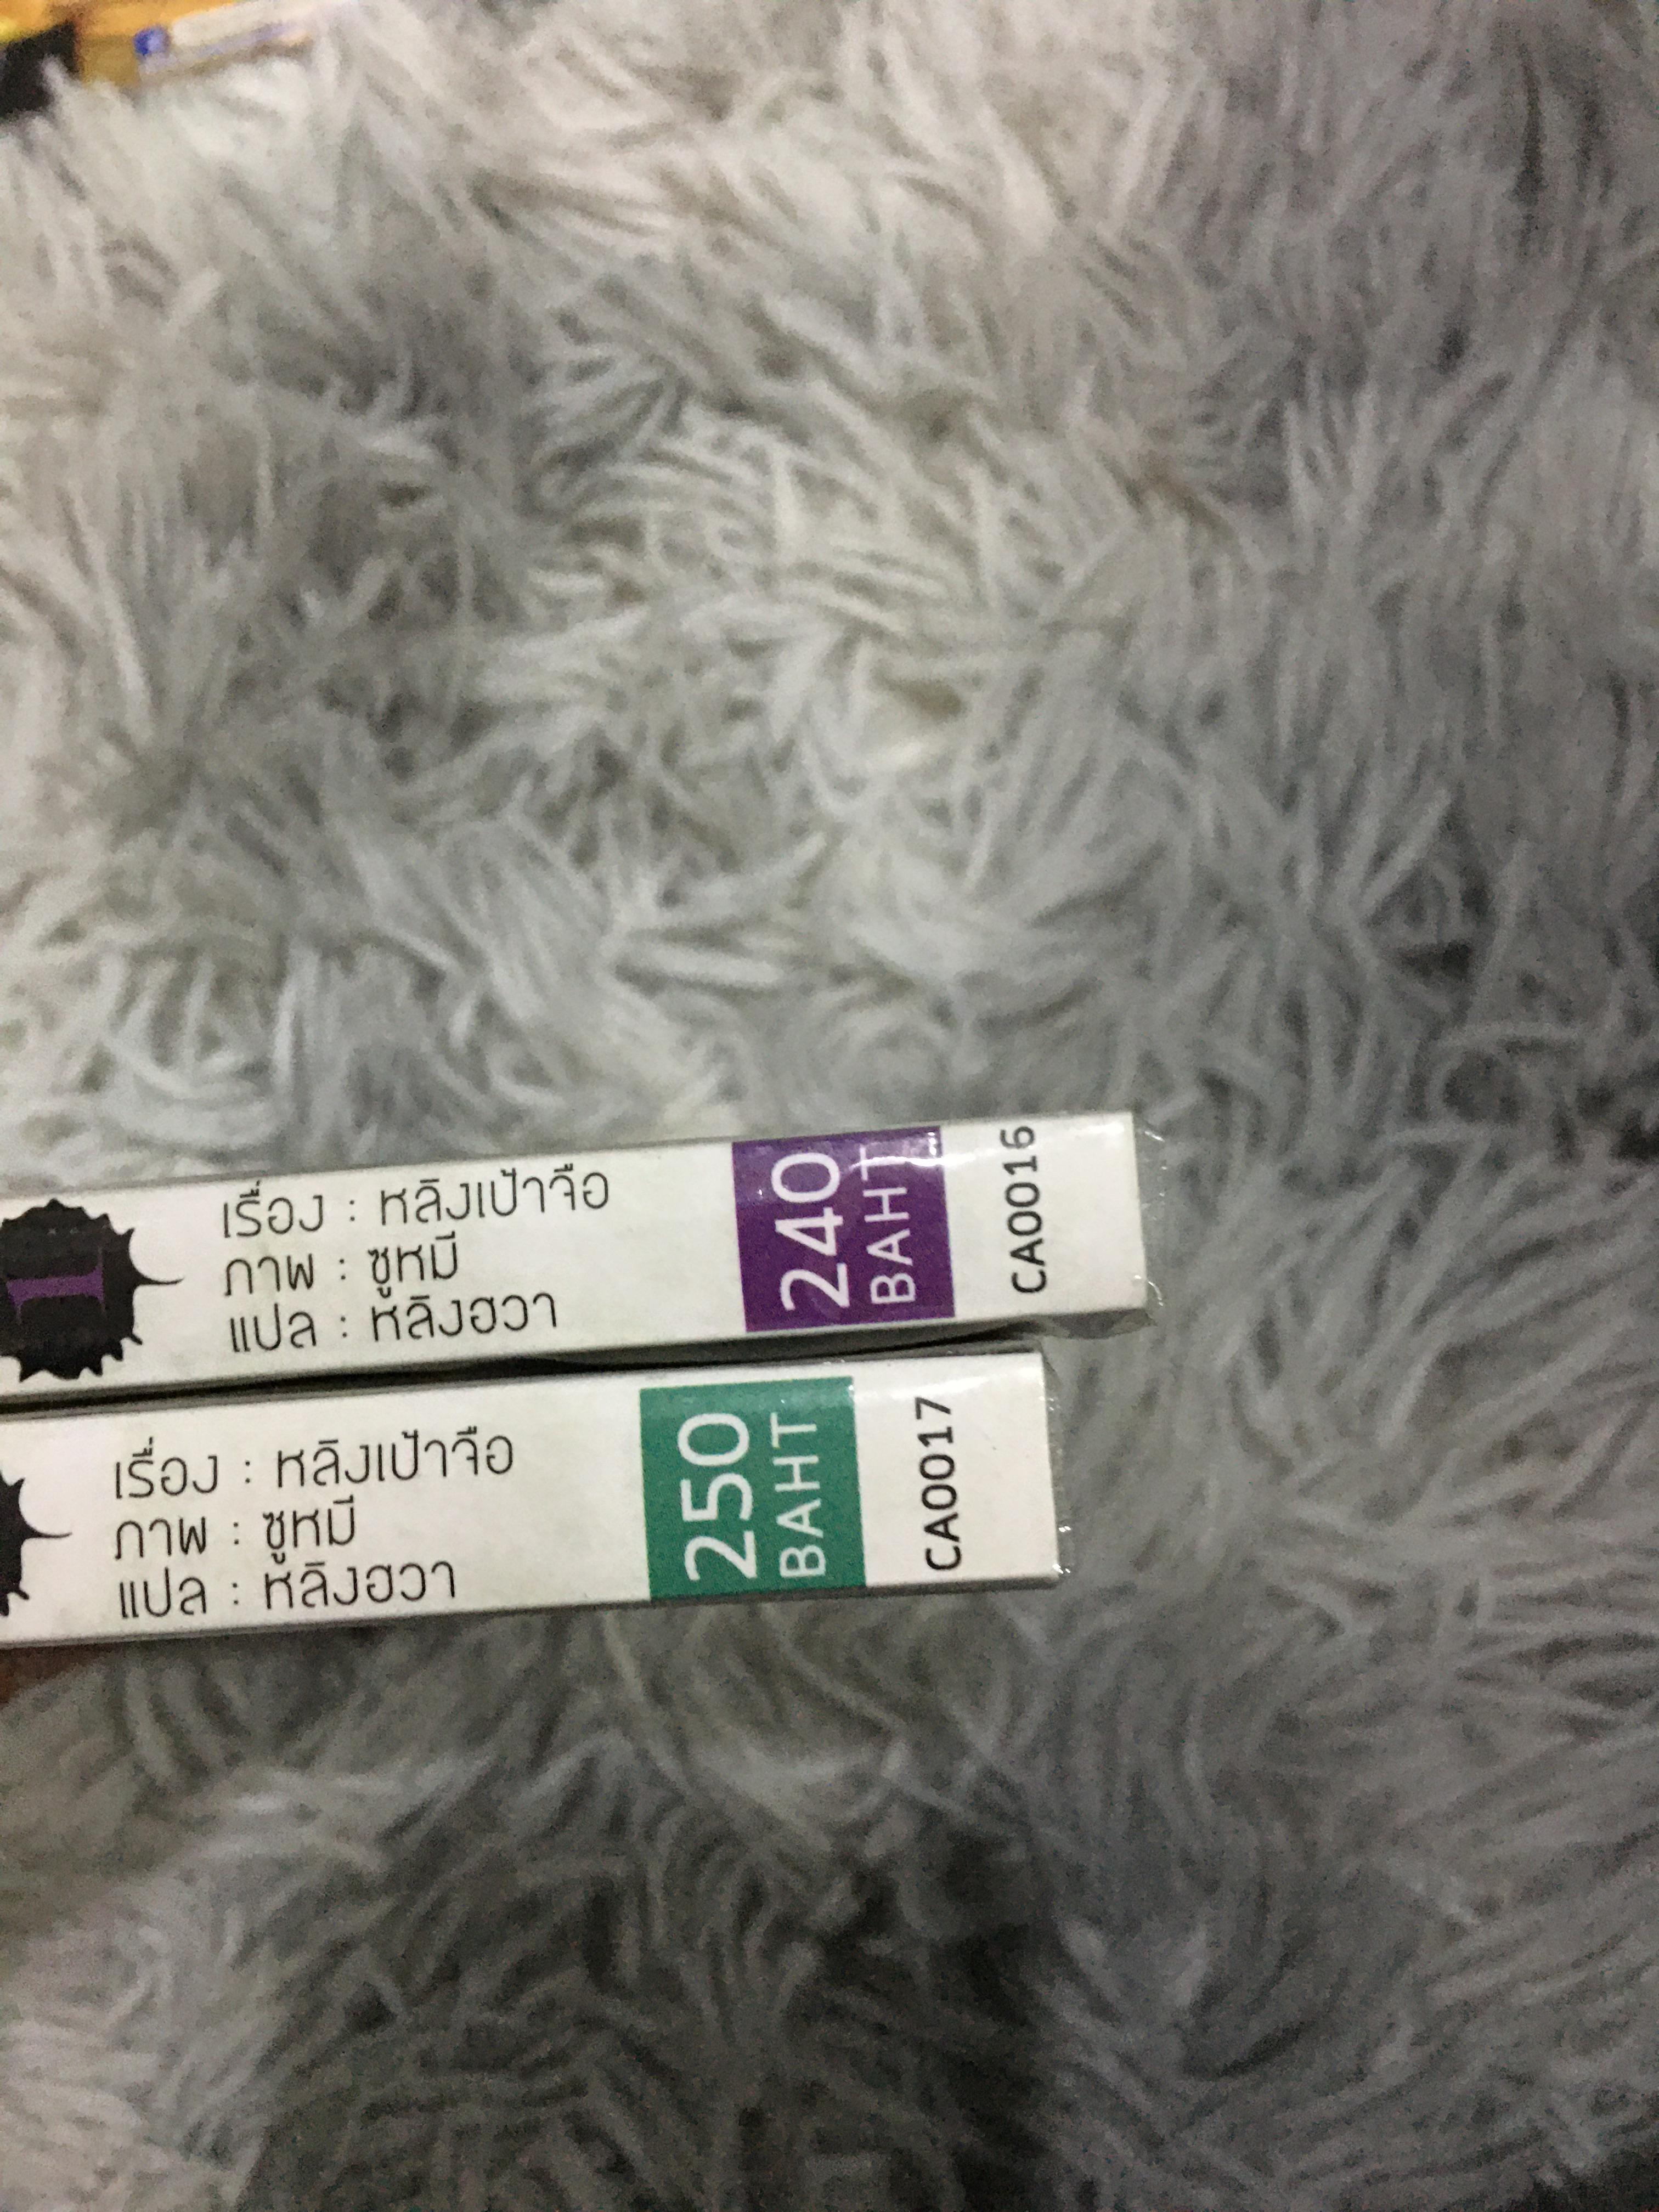 เรื่อง : หลิงเป้าจือ
ภาพ : ซูหมี
แปล : หลิงฮวา
240
BAHT
CA0016
เรื่อง : หลิงเป้าจือ
ภาพ : ซูหมี
แปล : หลิงฮวา
250
BAHT
CA0017